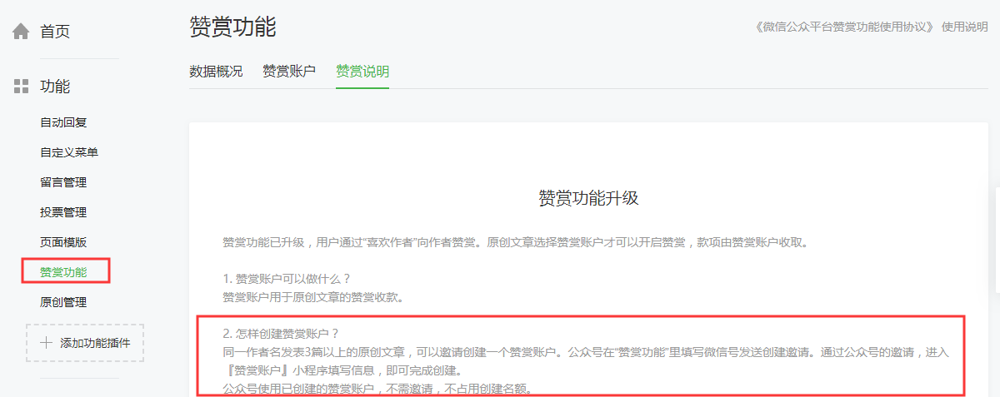 首页
功能
自动回复
自定义菜单
留言管理
投票管理
页面模版
赞赏功能
原创管理
添加功能插件
赞赏功能
《微信公众平台赞赏功能使用协议》 使用说明
数据概况 赞赏账户 赞赏说明
赞赏功能升级
赞赏功能已升级，用户通过“喜欢作者”向作者赞赏。原创文章选择赞赏账户才可以开启赞赏，款项由赞赏账户收取。
1. 赞赏账户可以做什么？
赞赏账户用于原创文章的赞赏收款。
2. 怎样创建赞赏账户？
同一作者名发表3篇以上的原创文章，可以邀请创建一个赞赏账户。公众号在“赞赏功能”里填写微信号发送创建邀请。通过公众号的邀请，进入
『赞赏账户』小程序填写信息，即可完成创建。
公众号使用已创建的赞赏账户，不需邀请，不占用创建名额。